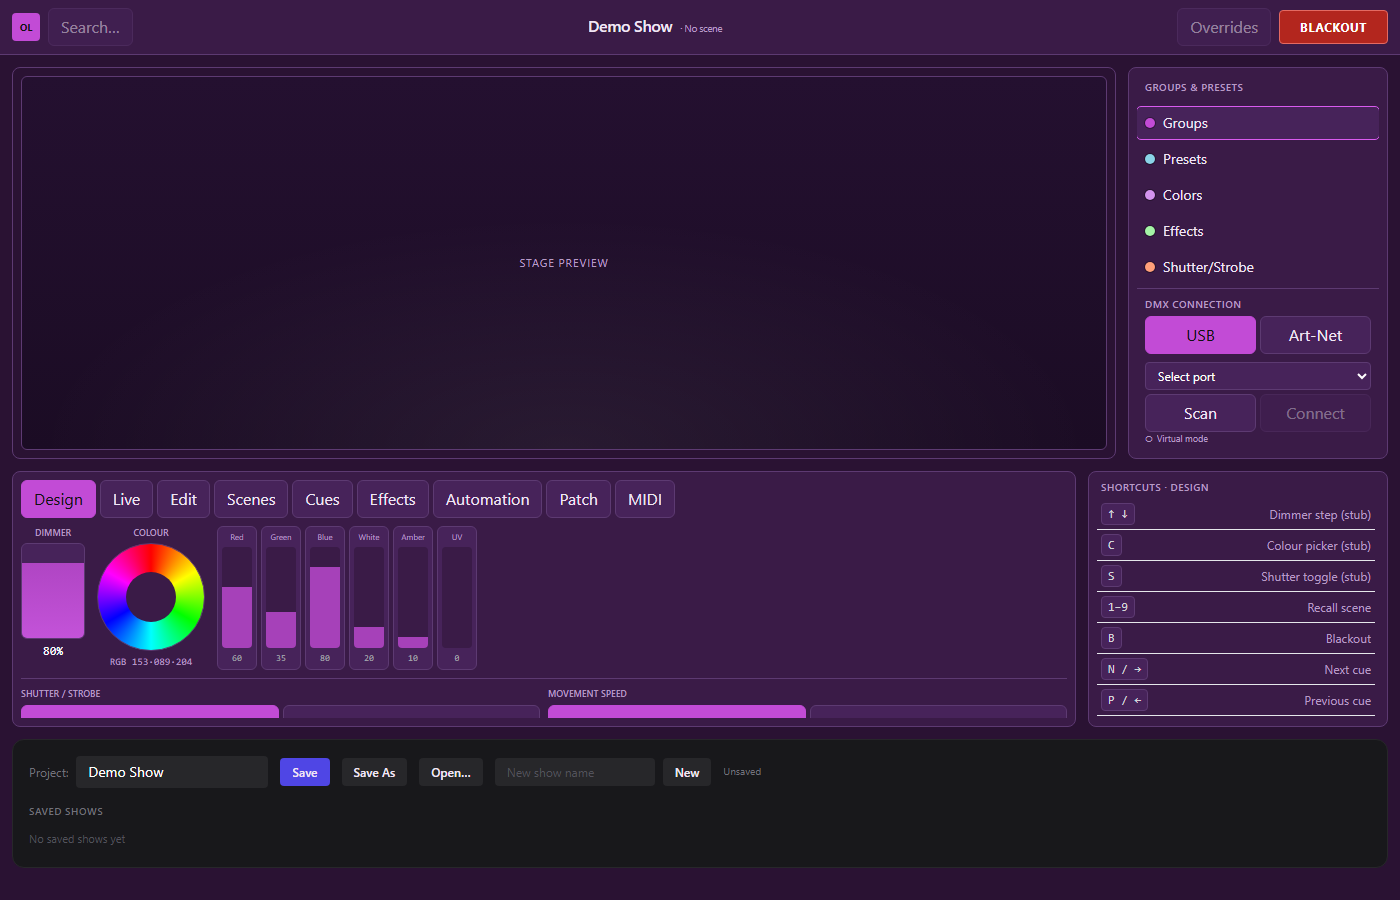 OL Search... Demo Show · No scene Overrides BLACKOUT
STAGE PREVIEW
GROUPS & PRESETS
Groups
Presets
Colors
Effects
Shutter/Strobe
DMX CONNECTION
USB Art-Net
Select port
Scan Connect
Virtual mode
Design Live Edit Scenes Cues Effects Automation Patch MIDI
DIMMER COLOUR Red Green Blue White Amber UV
80% RGB 153·089·204 60 35 80 20 10 0
SHUTTER / STROBE MOVEMENT SPEED
SHORTCUTS · DESIGN
↑ ↓ Dimmer step (stub)
C Colour picker (stub)
S Shutter toggle (stub)
1–9 Recall scene
B Blackout
N / → Next cue
P / ← Previous cue
Project: Demo Show Save Save As Open... New show name New Unsaved
SAVED SHOWS
No saved shows yet